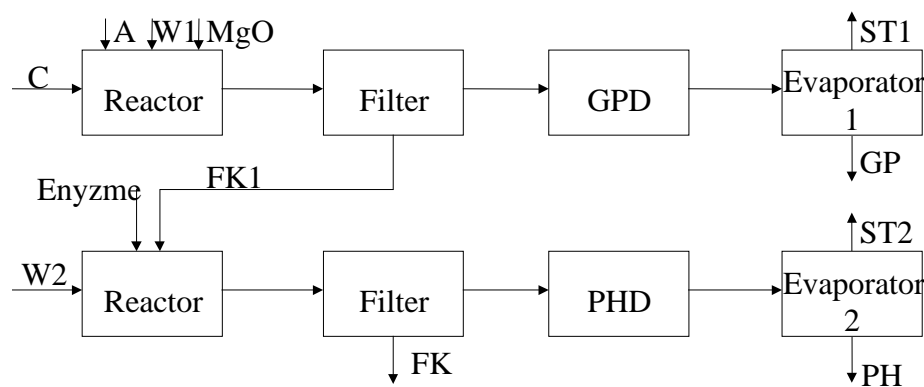 A W1 MgO ST1
C
Reactor Filter GPD Evaporator
1
GP
Enyzme FK1
ST2
W2
Reactor Filter PHD Evaporator
2
FK PH